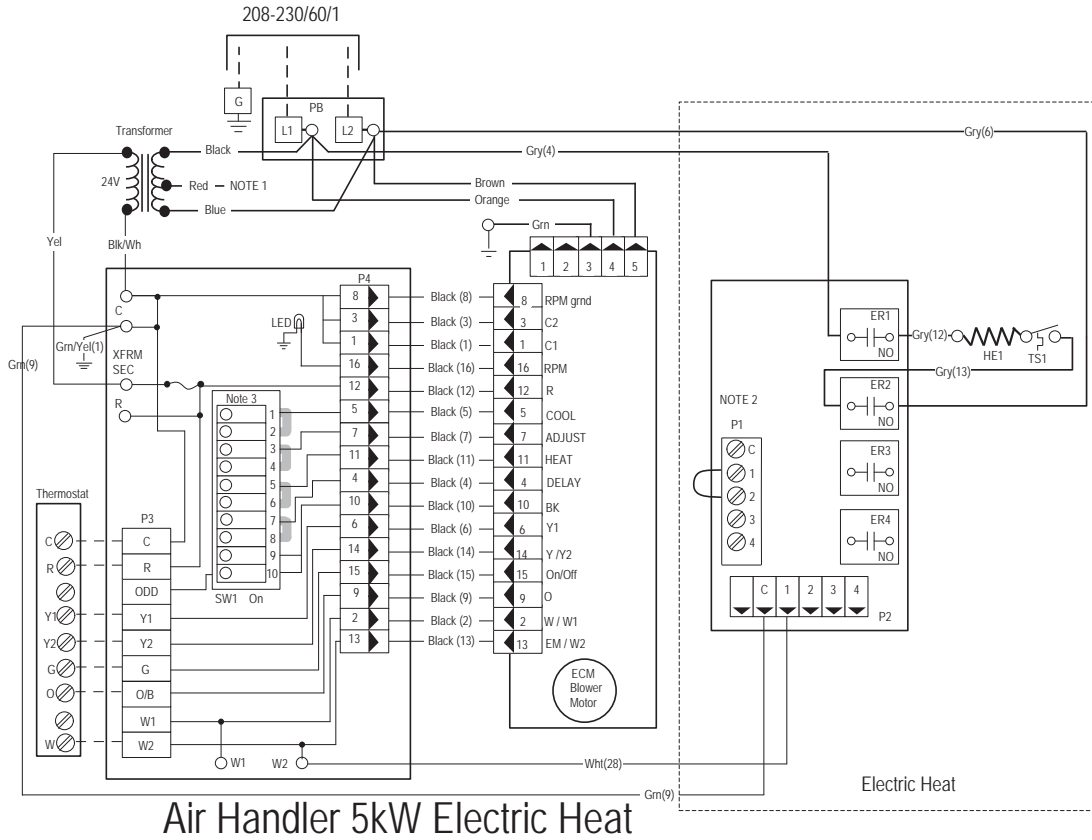 208-230/60/1
G
PB
L1
L2
Transformer
24V
Black
Red – NOTE 1
Blue
Gry(4)
Gry(6)
Brown
Orange
Grn
Yel
Blk/Wh
1 2 3 4 5
C
Grn/Yel(1)
Grn(9)
XFRM
SEC
R
LED
P4
8 Black (8) 8 RPM grnd
3 Black (3) 3 C2
1 Black (1) 1 C1
16 Black (16) 16 RPM
12 Black (12) 12 R
5 Black (5) 5 COOL
7 Black (7) 7 ADJUST
11 Black (11) 11 HEAT
4 Black (4) 4 DELAY
10 Black (10) 10 BK
6 Black (6) 6 Y1
14 Black (14) 14 Y /Y2
15 Black (15) 15 On/Off
9 Black (9) 9 O
2 Black (2) 2 W / W1
13 Black (13) 13 EM / W2
Note 3
1
2
3
4
5
6
7
8
9
10
SW1 On
Thermostat
C
R
Y1
Y2
G
O
W
P3
C
R
ODD
Y1
Y2
G
O/B
W1
W2
W1
W2
ECM
Blower
Motor
ER1
NO
Gry(12)
HE1
TS1
Gry(13)
ER2
NO
ER3
NO
ER4
NO
NOTE 2
P1
C
1
2
3
4
C 1 2 3 4
P2
Wht(28)
Grn(9)
Electric Heat
Air Handler 5kW Electric Heat